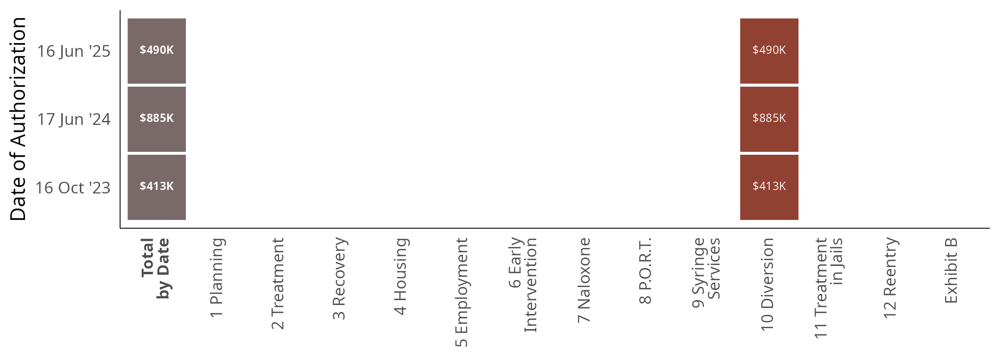 Date of Authorization
16 Jun '25
$490K
$490K
17 Jun '24
$885K
$885K
16 Oct '23
$413K
$413K
Total
by Date
1 Planning
2 Treatment
3 Recovery
4 Housing
5 Employment
6 Early
Intervention
7 Naloxone
8 P.O.R.T.
9 Syringe
Services
10 Diversion
11 Treatment
in Jails
12 Reentry
Exhibit B